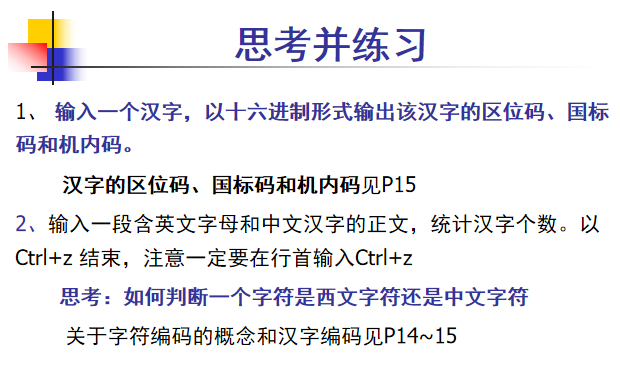 思考并练习
1、 输入一个汉字，以十六进制形式输出该汉字的区位码、国标
码和机内码。
汉字的区位码、国标码和机内码见P15
2、输入一段含英文字母和中文汉字的正文，统计汉字个数。以
Ctrl+z 结束，注意一定要在行首输入Ctrl+z
思考：如何判断一个字符是西文字符还是中文字符
关于字符编码的概念和汉字编码见P14~15